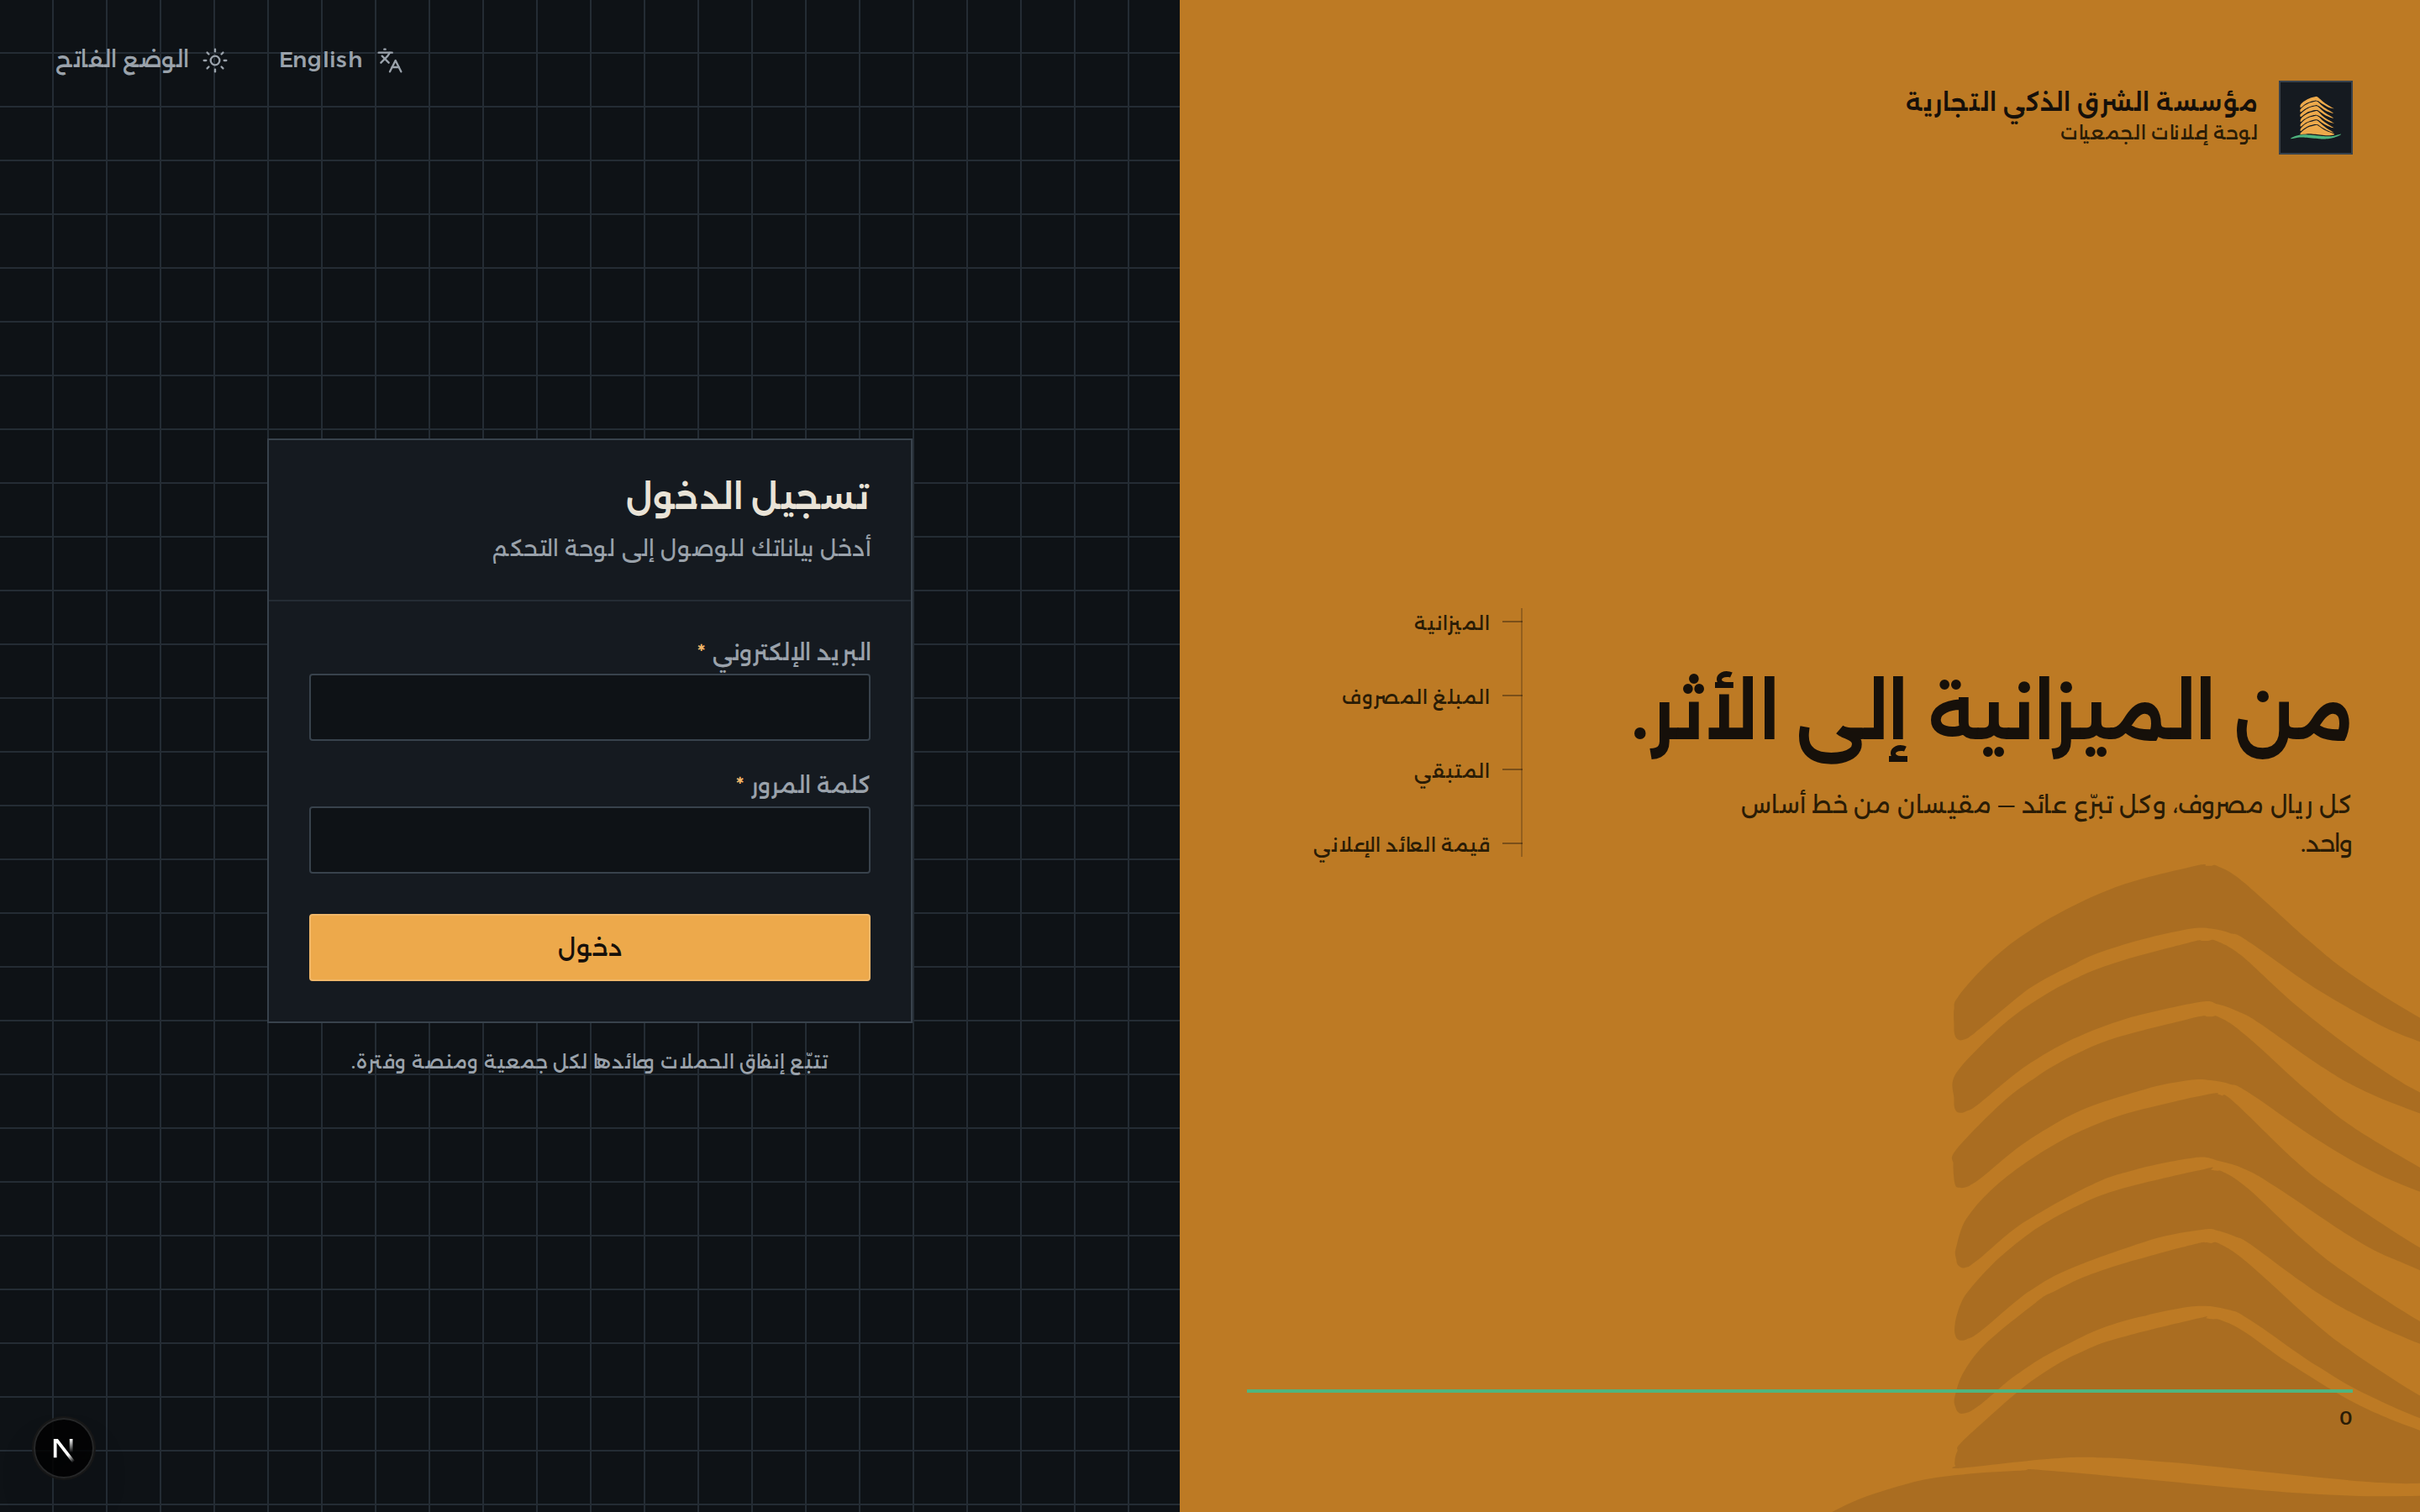 مؤسسة الشرق الذكي التجارية
لوحة إعلانات الجمعيات
من الميزانية إلى الأثر.
كل ريال مصروف، وكل تبرّع عائد — مقيسان من خط أساس
واحد.
الميزانية
المبلغ المصروف
المتبقي
قيمة العائد الإعلاني
0
English
الوضع الفاتح
تسجيل الدخول
أدخل بياناتك للوصول إلى لوحة التحكم
البريد الإلكتروني *
كلمة المرور *
دخول
تتبّع إنفاق الحملات وعائدها لكل جمعية ومنصة وفترة.
N